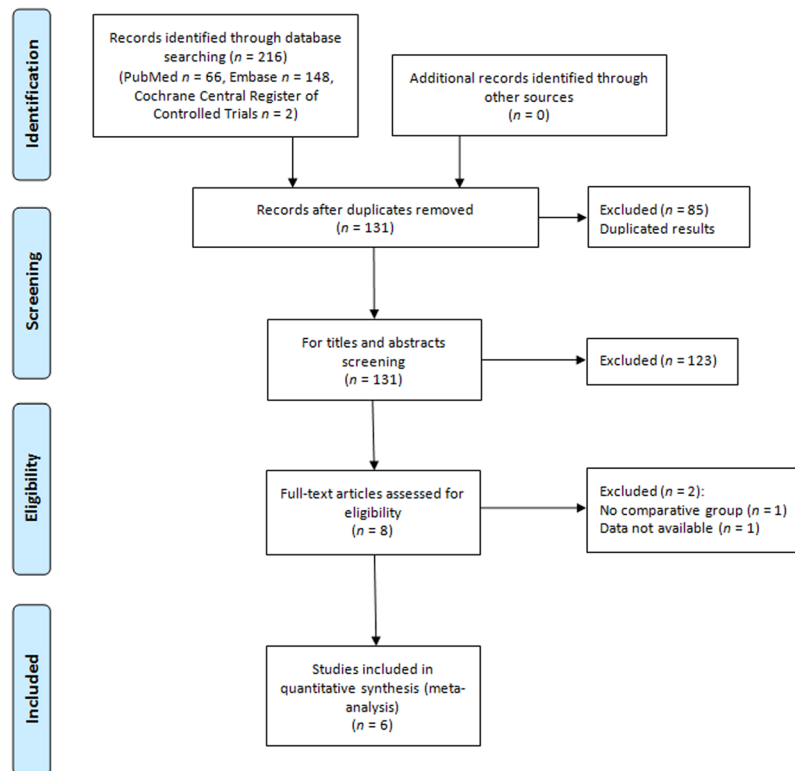 Identification
Records identified through database
searching (n = 216)
(PubMed n = 66, Embase n = 148,
Cochrane Central Register of
Controlled Trials n = 2)
Additional records identified through
other sources
(n = 0)
Records after duplicates removed
(n = 131)
Excluded (n = 85)
Duplicated results
Screening
For titles and abstracts
screening
(n = 131)
Excluded (n = 123)
Eligibility
Full-text articles assessed for
eligibility
(n = 8)
Excluded (n = 2):
No comparative group (n = 1)
Data not available (n = 1)
Included
Studies included in
quantitative synthesis (meta-
analysis)
(n = 6)